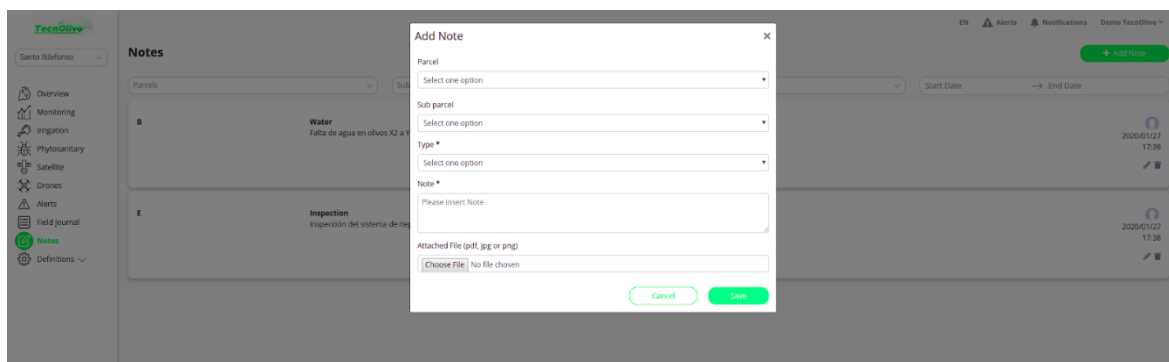 TecnOlivo
EN Alerts Notifications Demo TecnOlivo
Santo Ildefonso
Notes
+ Add Note
Parcels
Sub
Start Date → End Date
Overview
Monitoring
Irrigation
Phytosanitary
Satellite
Drones
Alerts
Field Journal
Notes
Definitions
B
Water
Falta de agua en olivos X2 a Y
2020/01/27
17:39
E
Inspection
Inspección del sistema de rieg
2020/01/27
17:38
Add Note ×
Parcel
Select one option
Sub parcel
Select one option
Type *
Select one option
Note *
Please Insert Note
Attached File (pdf, jpg or png)
Choose File No file chosen
Cancel Save